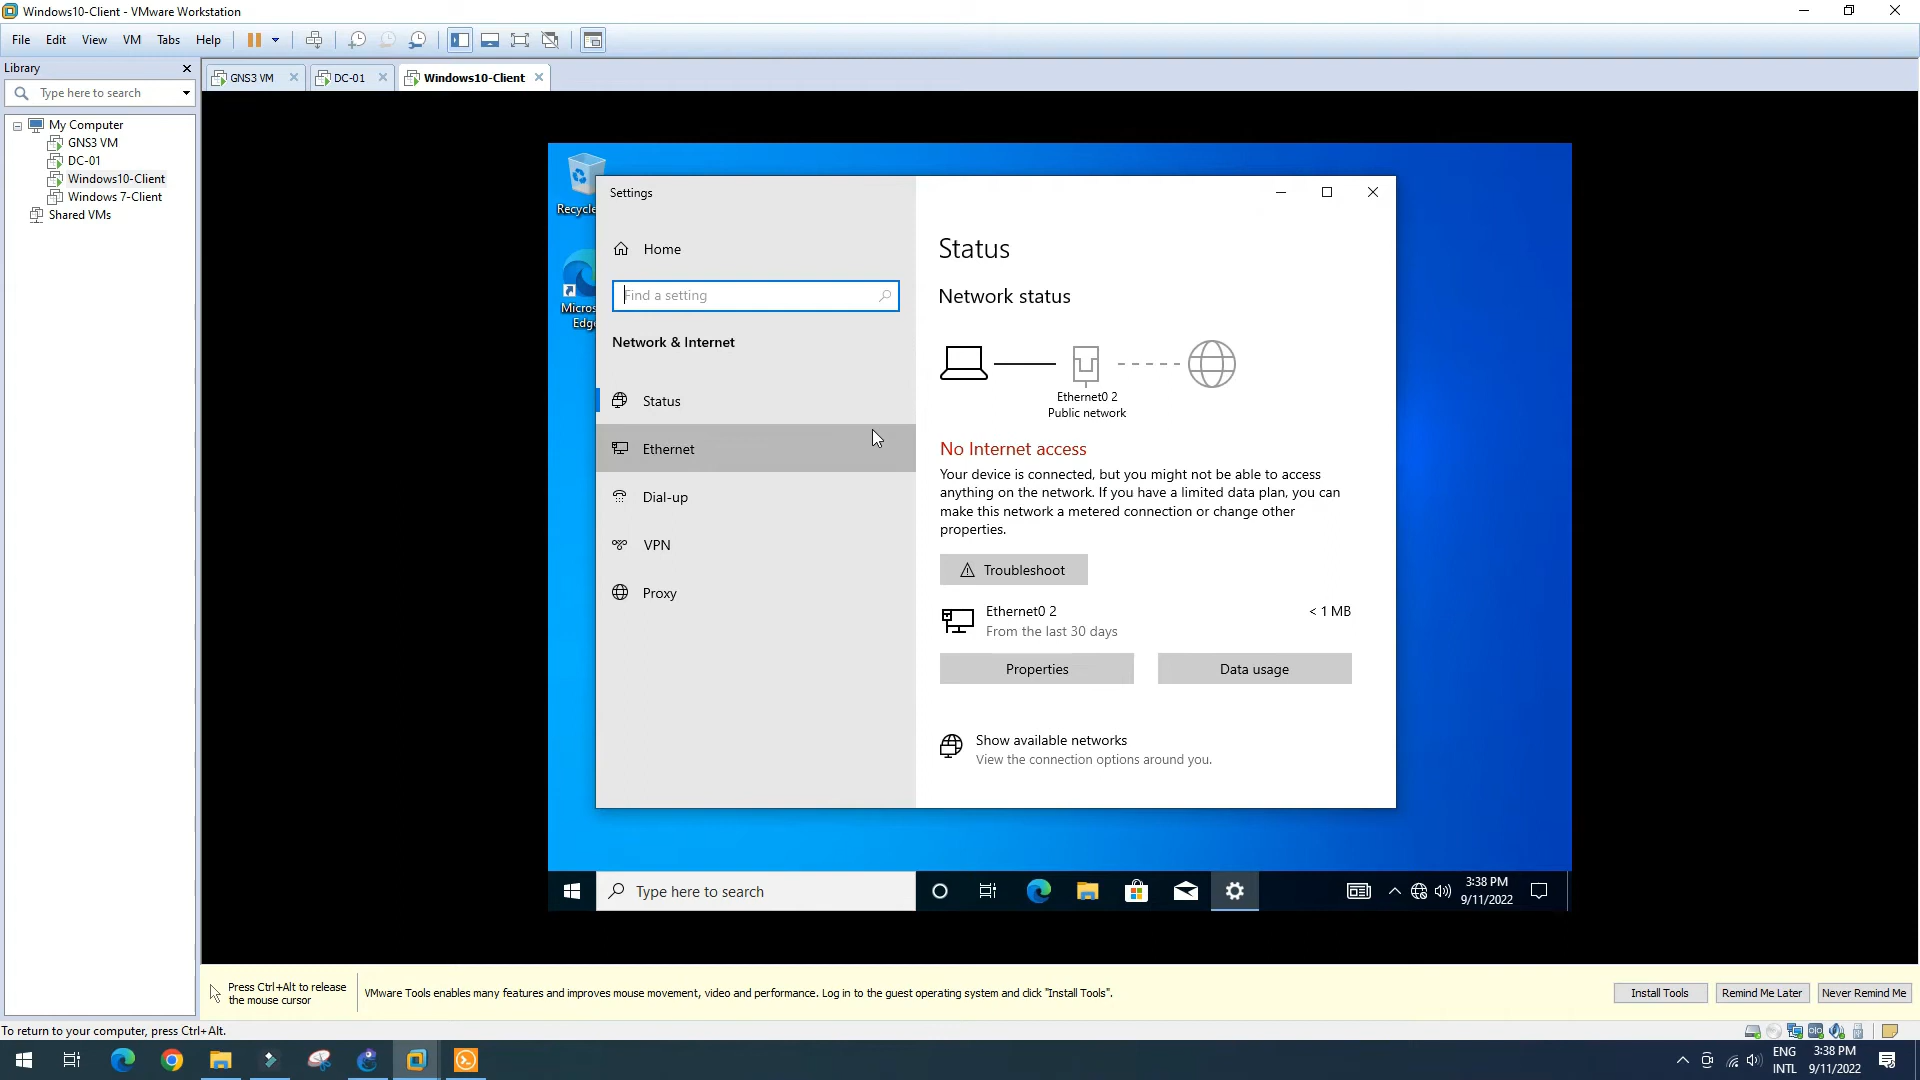 Windows10-Client - VMware Workstation
File Edit View VM Tabs Help
Library
Type here to search
My Computer
GNS3 VM
DC-01
Windows10-Client
Windows 7-Client
Shared VMs
GNS3 VM DC-01 Windows10-Client
Recycle
Micros
Edge
Settings
Home
Find a setting
Network & Internet
Status
Ethernet
Dial-up
VPN
Proxy
Status
Network status
Ethernet0 2
Public network
No Internet access
Your device is connected, but you might not be able to access
anything on the network. If you have a limited data plan, you can
make this network a metered connection or change other
properties.
Troubleshoot
Ethernet0 2 < 1 MB
From the last 30 days
Properties Data usage
Show available networks
View the connection options around you.
Type here to search
3:38 PM
9/11/2022
Press Ctrl+Alt to release
the mouse cursor
VMware Tools enables many features and improves mouse movement, video and performance. Log in to the guest operating system and click "Install Tools".
Install Tools Remind Me Later Never Remind Me
To return to your computer, press Ctrl+Alt.
ENG
INTL
3:38 PM
9/11/2022